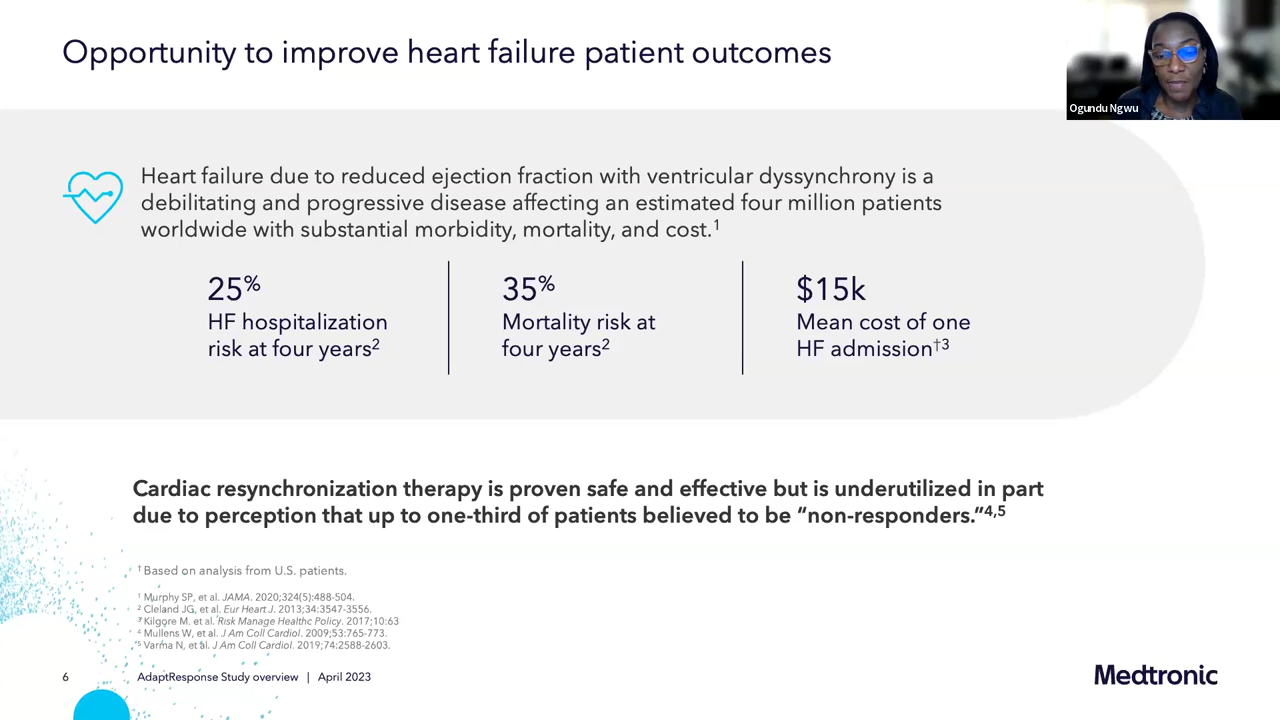 Opportunity to improve heart failure patient outcomes
Ogundu Ngwu
Heart failure due to reduced ejection fraction with ventricular dyssynchrony is a
debilitating and progressive disease affecting an estimated four million patients
worldwide with substantial morbidity, mortality, and cost.¹
25%
HF hospitalization
risk at four years²
35%
Mortality risk at
four years²
$15k
Mean cost of one
HF admission†³
Cardiac resynchronization therapy is proven safe and effective but is underutilized in part
due to perception that up to one-third of patients believed to be “non-responders.”⁴,⁵
† Based on analysis from U.S. patients.
¹ Murphy SP, et al. JAMA. 2020;324(5):488-504.
² Cleland JG, et al. Eur Heart J. 2013;34:3547-3556.
³ Kilgore M. et al. Risk Manage Healthc Policy. 2017;10:63
⁴ Mullens W, et al. J Am Coll Cardiol. 2009;53:765-773.
⁵ Varma N, et al. J Am Coll Cardiol. 2019;74:2588-2603.
6 AdaptResponse Study overview | April 2023
Medtronic